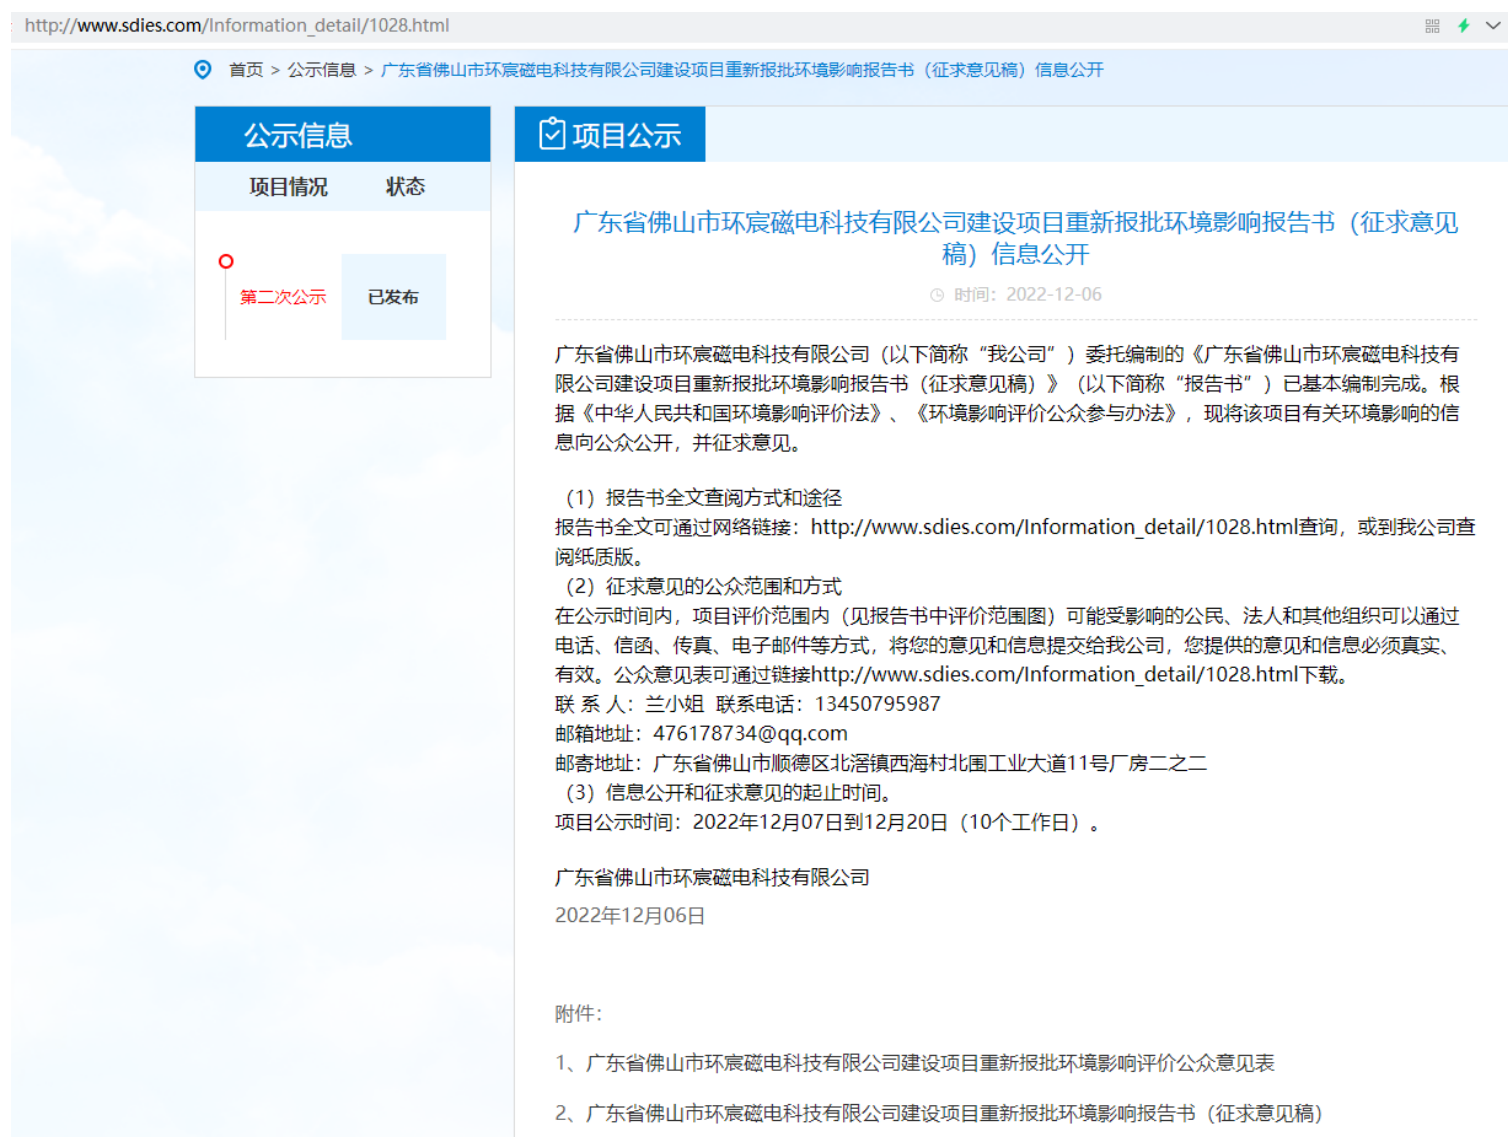 http://www.sdies.com/Information_detail/1028.html
首页 > 公示信息 > 广东省佛山市环宸磁电科技有限公司建设项目重新报批环境影响报告书（征求意见稿）信息公开
公示信息
项目情况 状态
第二次公示 已发布
项目公示
广东省佛山市环宸磁电科技有限公司建设项目重新报批环境影响报告书（征求意见
稿）信息公开
时间：2022-12-06
广东省佛山市环宸磁电科技有限公司（以下简称“我公司”）委托编制的《广东省佛山市环宸磁电科技有
限公司建设项目重新报批环境影响报告书（征求意见稿）》（以下简称“报告书”）已基本编制完成。根
据《中华人民共和国环境影响评价法》、《环境影响评价公众参与办法》，现将该项目有关环境影响的信
息向公众公开，并征求意见。
（1）报告书全文查阅方式和途径
报告书全文可通过网络链接：http://www.sdies.com/Information_detail/1028.html查询，或到我公司查
阅纸质版。
（2）征求意见的公众范围和方式
在公示时间内，项目评价范围内（见报告书中评价范围图）可能受影响的公民、法人和其他组织可以通过
电话、信函、传真、电子邮件等方式，将您的意见和信息提交给我公司，您提供的意见和信息必须真实、
有效。公众意见表可通过链接http://www.sdies.com/Information_detail/1028.html下载。
联 系 人：兰小姐 联系电话：13450795987
邮箱地址：476178734@qq.com
邮寄地址：广东省佛山市顺德区北滘镇西海村北围工业大道11号厂房二之二
（3）信息公开和征求意见的起止时间。
项目公示时间：2022年12月07日到12月20日（10个工作日）。
广东省佛山市环宸磁电科技有限公司
2022年12月06日
附件：
1、广东省佛山市环宸磁电科技有限公司建设项目重新报批环境影响评价公众意见表
2、广东省佛山市环宸磁电科技有限公司建设项目重新报批环境影响报告书（征求意见稿）